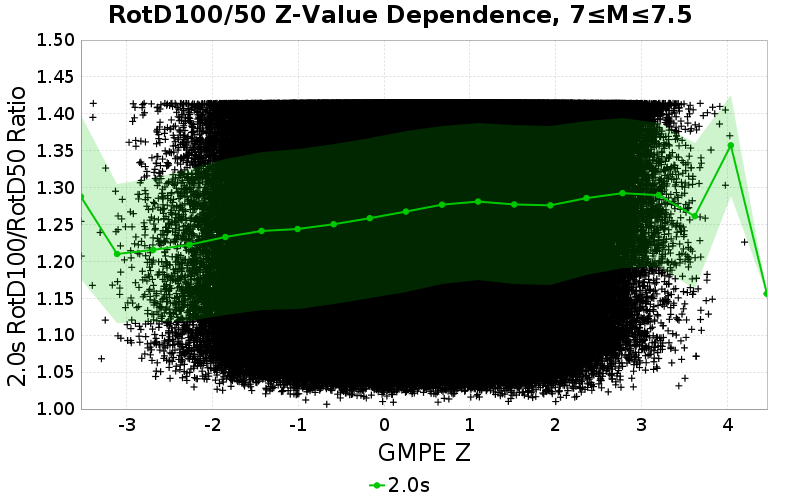 RotD100/50 Z-Value Dependence, 7≤M≤7.5
2.0s RotD100/RotD50 Ratio
1.50
1.45
1.40
1.35
1.30
1.25
1.20
1.15
1.10
1.05
1.00
-3 -2 -1 0 1 2 3 4
GMPE Z
2.0s